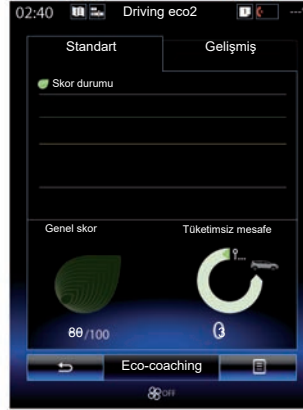 02:40 Driving eco2
Standart Gelişmiş
Skor durumu
Genel skor Tüketimsiz mesafe
/100
Eco-coaching
OFF